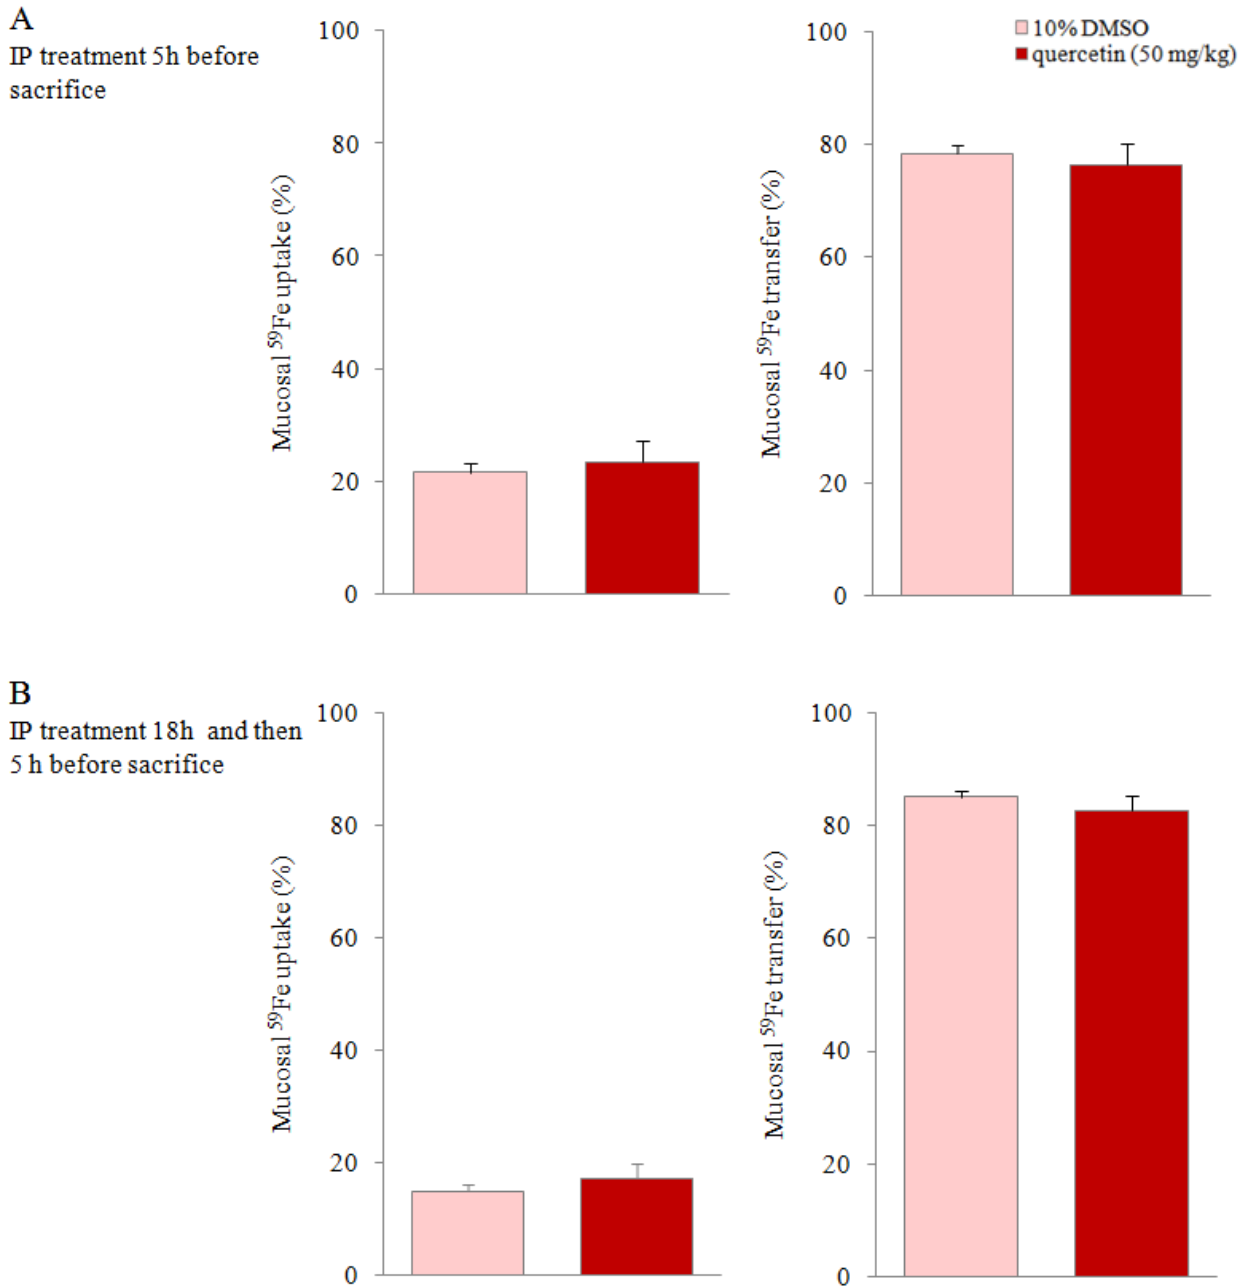 A
IP treatment 5h before
sacrifice
Mucosal ⁵⁹Fe uptake (%)
100
80
60
40
20
0
Mucosal ⁵⁹Fe transfer (%)
100
80
60
40
20
0
10% DMSO
quercetin (50 mg/kg)
B
IP treatment 18h and then
5 h before sacrifice
Mucosal ⁵⁹Fe uptake (%)
100
80
60
40
20
0
Mucosal ⁵⁹Fe transfer (%)
100
80
60
40
20
0